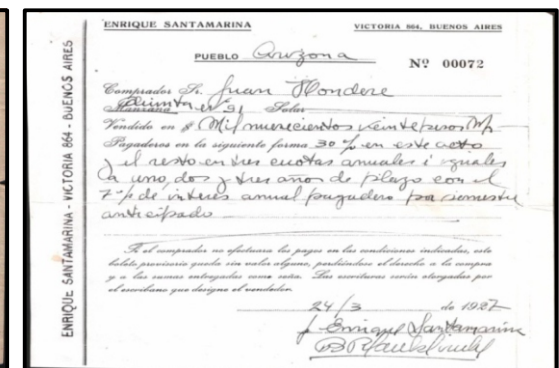 ENRIQUE SANTAMARINA - VICTORIA 864 - BUENOS AIRES
ENRIQUE SANTAMARINA VICTORIA 864, BUENOS AIRES
PUEBLO Arizona Nº 00072
Comprador Sr. Juan
Manzana Quinta nº 91 Solar
Vendido en $ Mil nuevecientos veinte pesos M/n
Pagaderos en la siguiente forma 30 % en este acto
y el resto en tres cuotas anuales i iguales
a uno, dos y tres años de plazo con el
7 % de interés anual pagadero por semestre
anticipado
Si el comprador no efectuara los pagos en las condiciones indicadas, este
boleto provisorio queda sin valor alguno, perdiéndose el derecho a la compra
y a las sumas entregadas como seña. Las escrituras serán otorgadas por
el escribano que designe el vendedor.
24/3 de 1927
p Enrique Santamarina